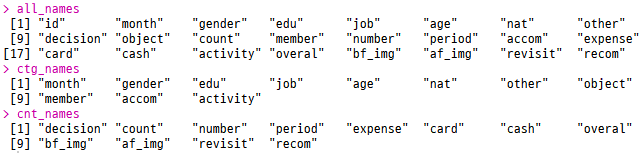 > all_names
[1] "id" "month" "gender" "edu" "job" "age" "nat" "other"
[9] "decision" "object" "count" "member" "number" "period" "accom" "expense"
[17] "card" "cash" "activity" "overal" "bf_img" "af_img" "revisit" "recom"
> ctg_names
[1] "month" "gender" "edu" "job" "age" "nat" "other" "object"
[9] "member" "accom" "activity"
> cnt_names
[1] "decision" "count" "number" "period" "expense" "card" "cash" "overal"
[9] "bf_img" "af_img" "revisit" "recom"